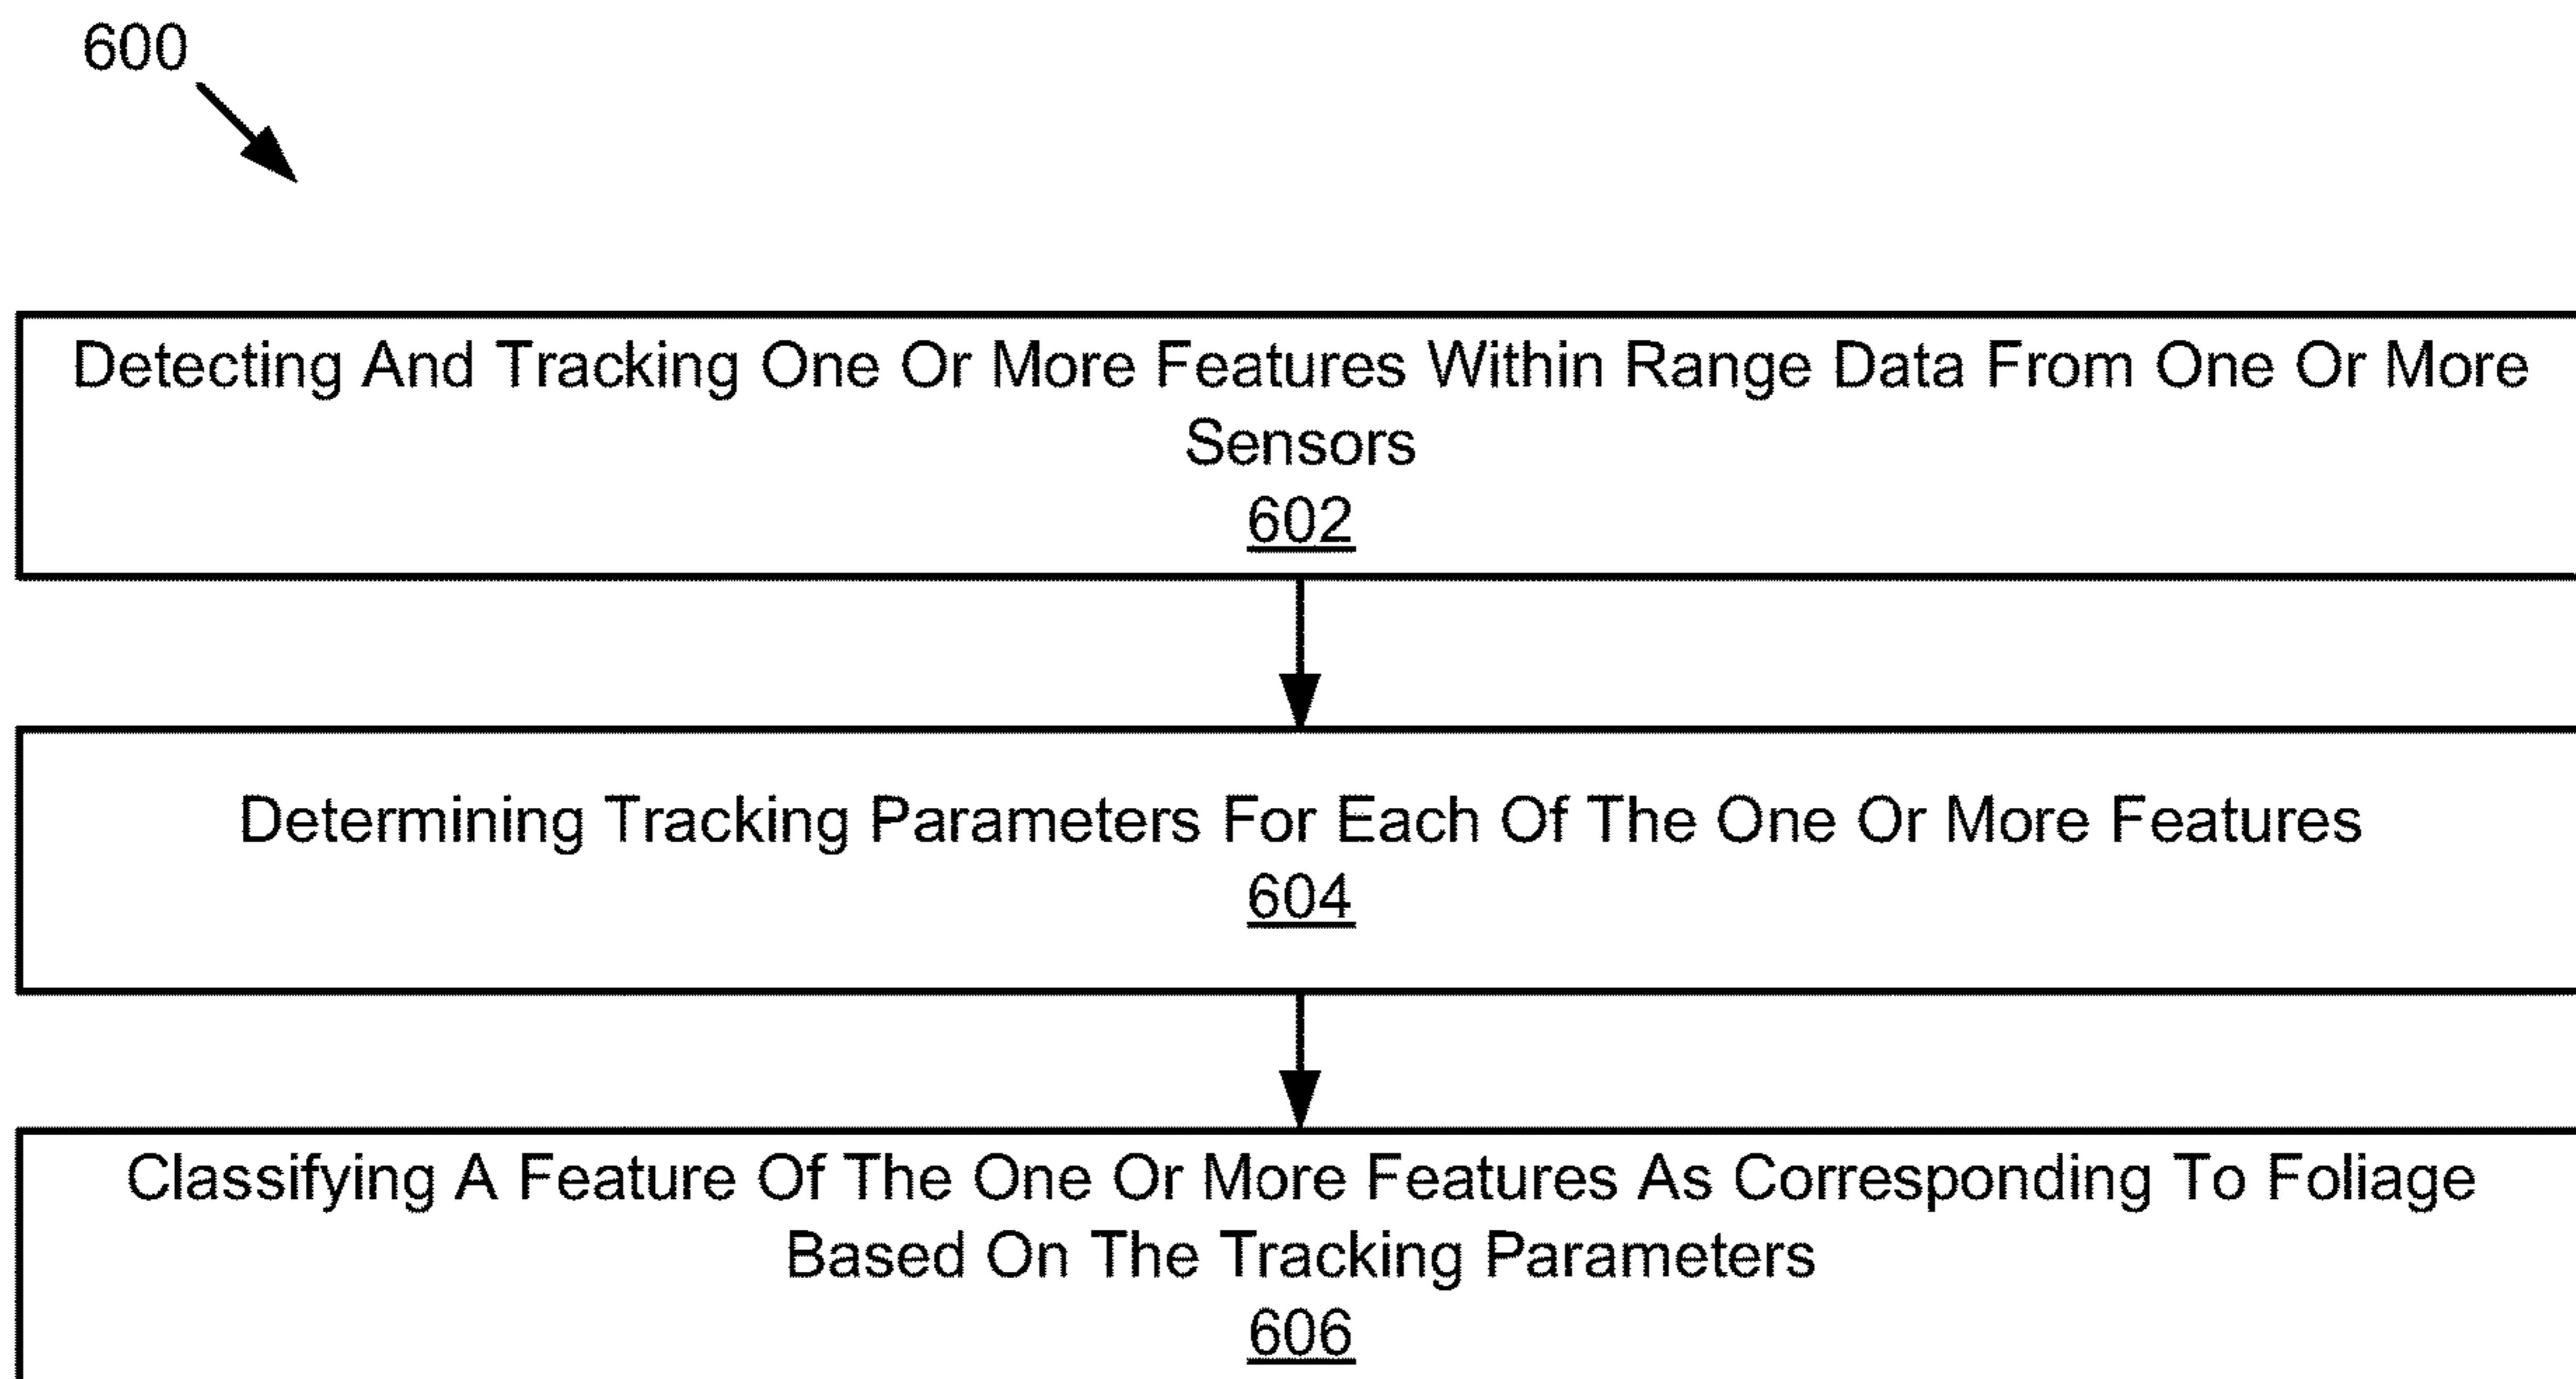 600
Detecting And Tracking One Or More Features Within Range Data From One Or More
Sensors
602
Determining Tracking Parameters For Each Of The One Or More Features
604
Classifying A Feature Of The One Or More Features As Corresponding To Foliage
Based On The Tracking Parameters
606